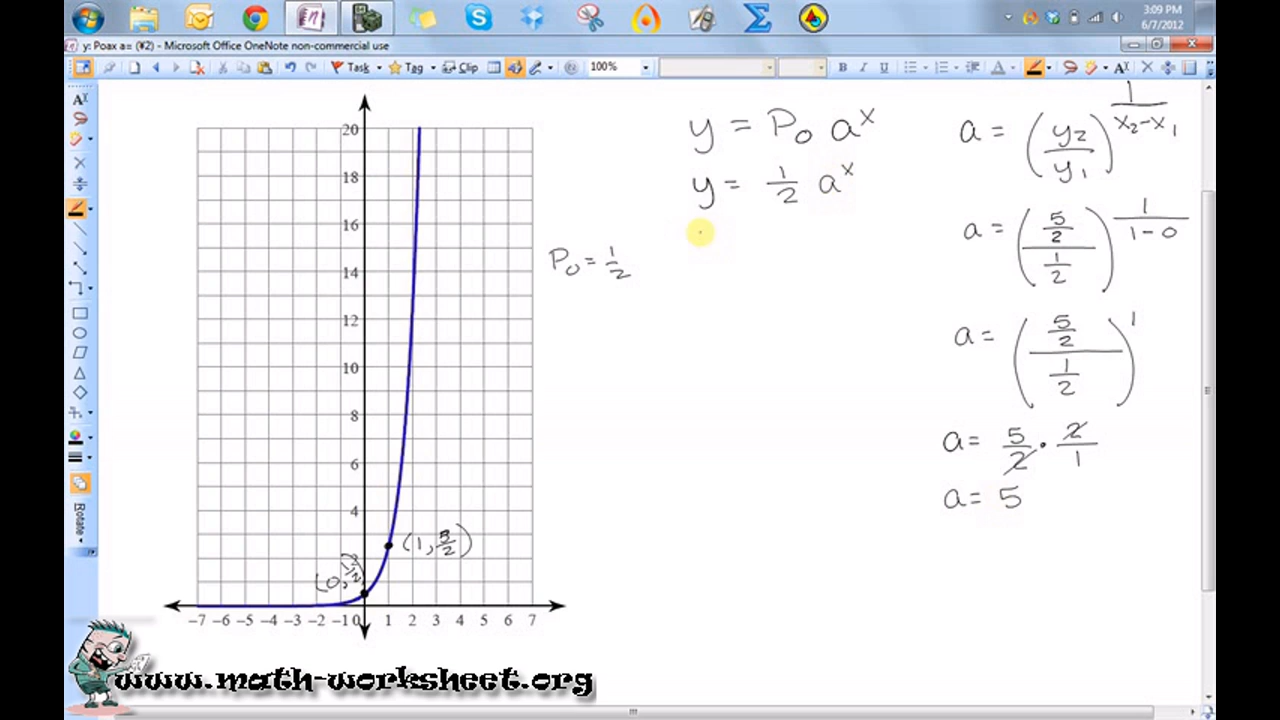 3:09 PM
6/7/2012
y: Poax a= (¥2) - Microsoft Office OneNote non-commercial use
Task
Tag
Clip
100%
B I U
20
18
16
14
12
10
8
6
4
2
-7 -6 -5 -4 -3 -2 -1 0 1 2 3 4 5 6 7
(0, 1/2)
(1, 5/2)
P₀ = 1/2
y = P₀ aˣ
y = 1/2 aˣ
a = (y₂/y₁)^(1/(x₂-x₁))
a = ((5/2)/(1/2))^(1/(1-0))
a = ((5/2)/(1/2))^1
a = 5/2 · 2/1
a = 5
Rotate
www.math-worksheet.org